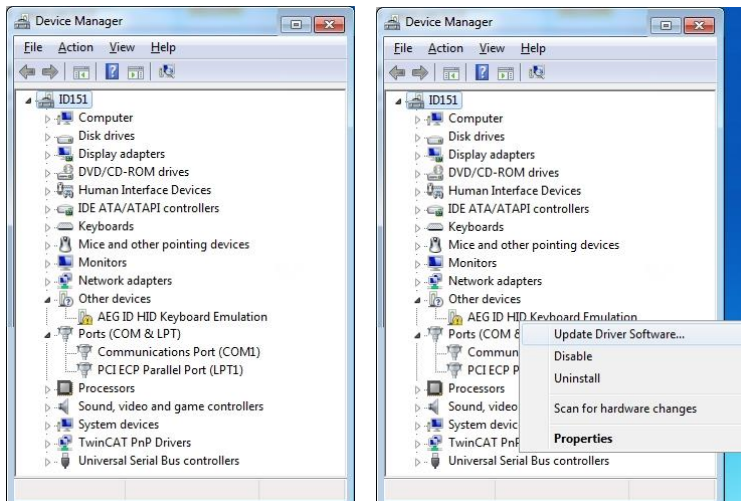 Device Manager
File Action View Help
ID151
Computer
Disk drives
Display adapters
DVD/CD-ROM drives
Human Interface Devices
IDE ATA/ATAPI controllers
Keyboards
Mice and other pointing devices
Monitors
Network adapters
Other devices
AEG ID HID Keyboard Emulation
Ports (COM & LPT)
Communications Port (COM1)
PCI ECP Parallel Port (LPT1)
Processors
Sound, video and game controllers
System devices
TwinCAT PnP Drivers
Universal Serial Bus controllers
Device Manager
File Action View Help
ID151
Computer
Disk drives
Display adapters
DVD/CD-ROM drives
Human Interface Devices
IDE ATA/ATAPI controllers
Keyboards
Mice and other pointing devices
Monitors
Network adapters
Other devices
AEG ID HID Keyboard Emulation
Ports (COM &
Commun
PCI ECP P
Processors
Sound, video
System devic
TwinCAT PnP
Universal Serial Bus controllers
Update Driver Software...
Disable
Uninstall
Scan for hardware changes
Properties